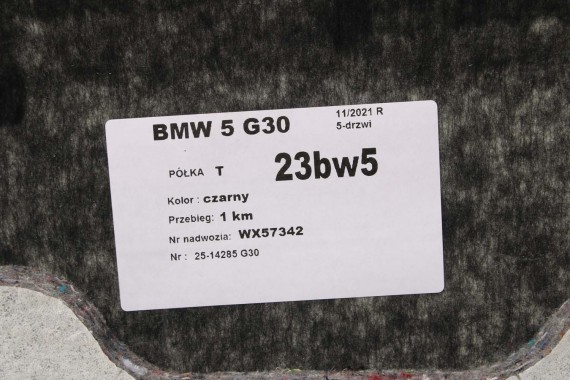 BMW 5 G30
11/2021 R
5-drzwi
PÓŁKA T
23bw5
Kolor : czarny
Przebieg: 1 km
Nr nadwozia: WX57342
Nr : 25-14285 G30